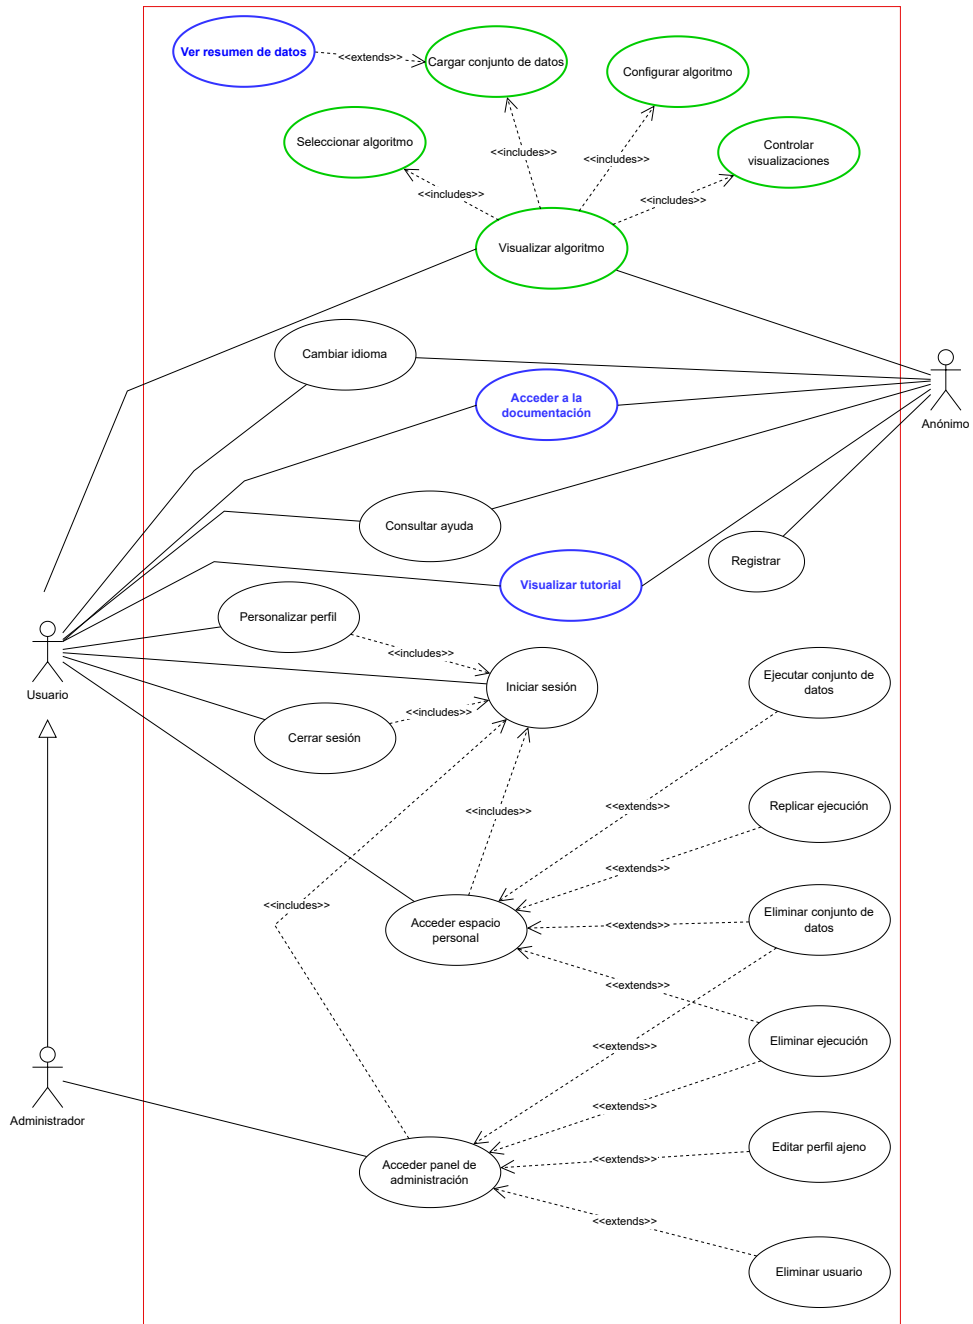 Ver resumen de datos
<<extends>>
Cargar conjunto de datos
Configurar algoritmo
Seleccionar algoritmo
<<includes>>
<<includes>>
Controlar
visualizaciones
<<includes>>
<<includes>>
Visualizar algoritmo
Cambiar idioma
Acceder a la
documentación
Anónimo
Consultar ayuda
Registrar
Visualizar tutorial
Personalizar perfil
<<includes>>
Usuario
Iniciar sesión
Ejecutar conjunto de
datos
<<includes>>
Cerrar sesión
<<includes>>
<<extends>>
Replicar ejecución
<<extends>>
<<includes>>
Acceder espacio
personal
<<extends>>
Eliminar conjunto de
datos
<<extends>>
<<extends>>
Eliminar ejecución
Administrador
<<extends>>
Acceder panel de
administración
<<extends>>
Editar perfil ajeno
<<extends>>
Eliminar usuario